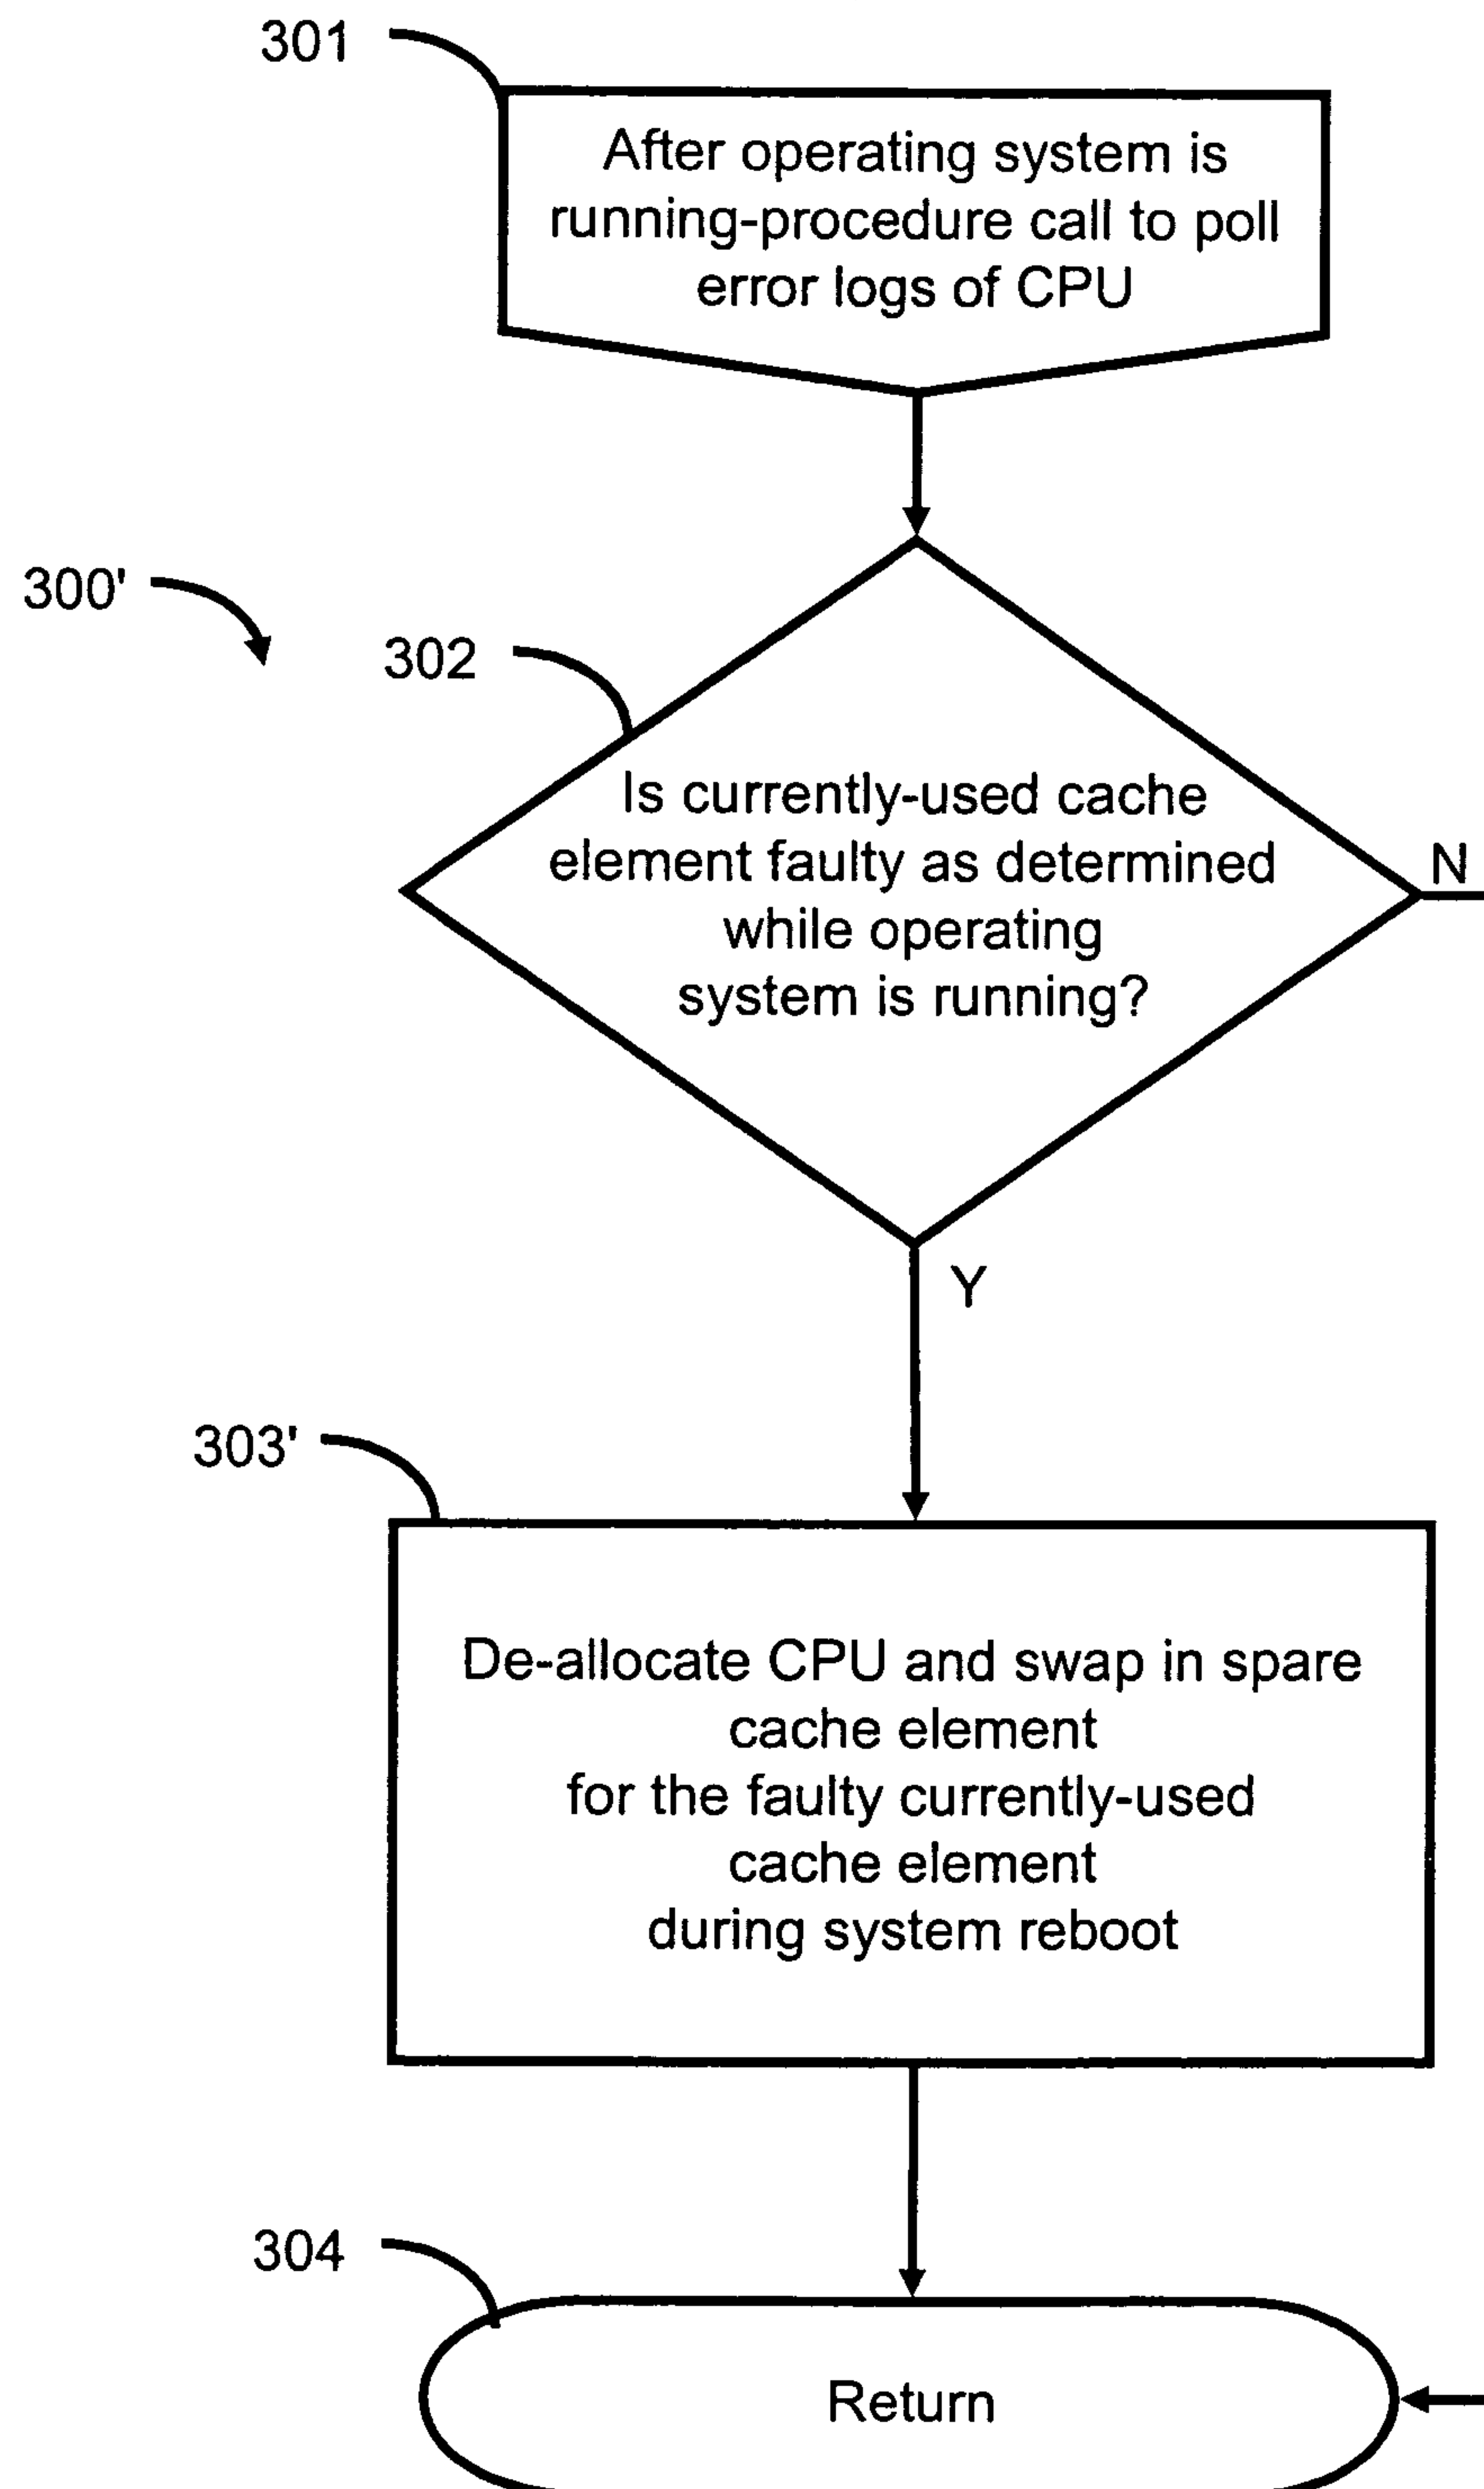 301
After operating system is
running-procedure call to poll
error logs of CPU
300'
302
Is currently-used cache
element faulty as determined
while operating
system is running?
N
Y
303'
De-allocate CPU and swap in spare
cache element
for the faulty currently-used
cache element
during system reboot
304
Return